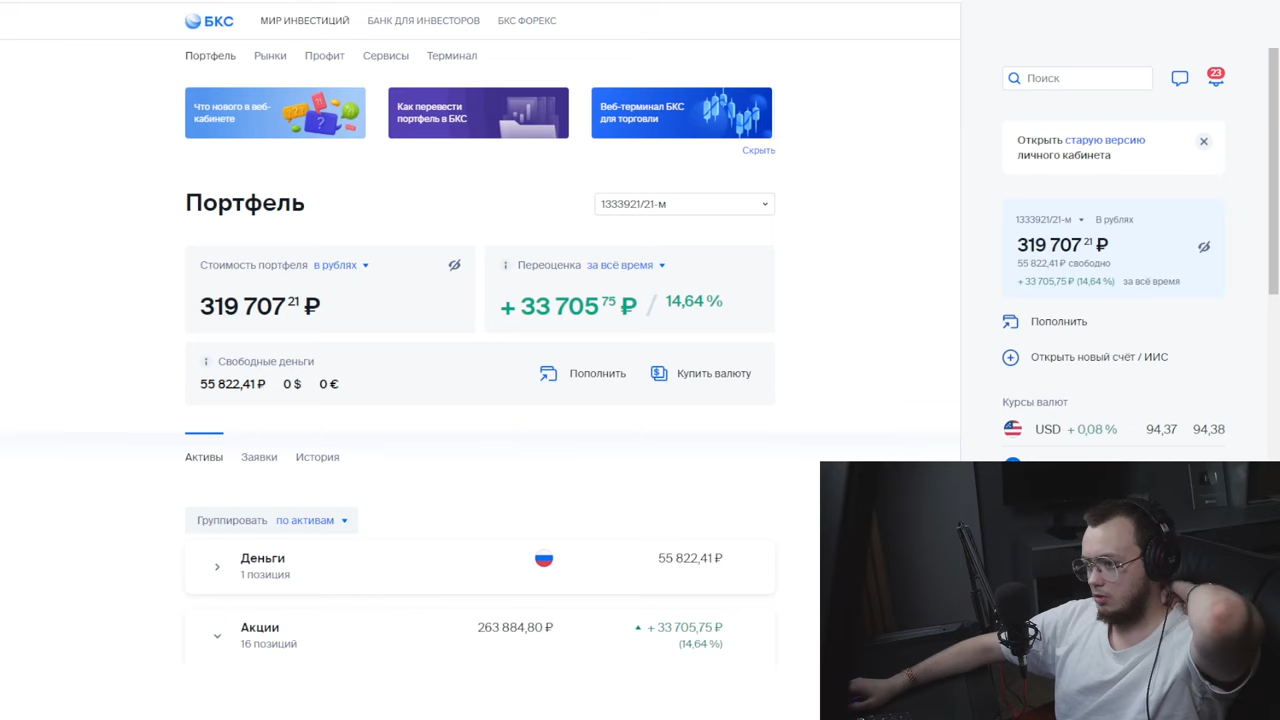 БКС
МИР ИНВЕСТИЦИЙ
БАНК ДЛЯ ИНВЕСТОРОВ
БКС ФОРЕКС
Портфель
Рынки
Профит
Сервисы
Терминал
Что нового в веб-
кабинете
Как перевести
портфель в БКС
Веб-терминал БКС
для торговли
Скрыть
Портфель
1333921/21-м
Стоимость портфеля в рублях
319 707 21 ₽
Переоценка за всё время
+ 33 705 75 ₽ / 14,64 %
Свободные деньги
55 822,41 ₽ 0 $ 0 €
Пополнить
Купить валюту
Активы
Заявки
История
Группировать по активам
Деньги
1 позиция
55 822,41 ₽
Акции
16 позиций
263 884,80 ₽
+ 33 705,75 ₽
(14,64 %)
Поиск
23
Открыть старую версию
личного кабинета
1333921/21-м В рублях
319 707 21 ₽
55 822,41 ₽ свободно
+ 33 705,75 ₽ (14,64 %) за всё время
Пополнить
Открыть новый счёт / ИИС
Курсы валют
USD + 0,08 % 94,37 94,38